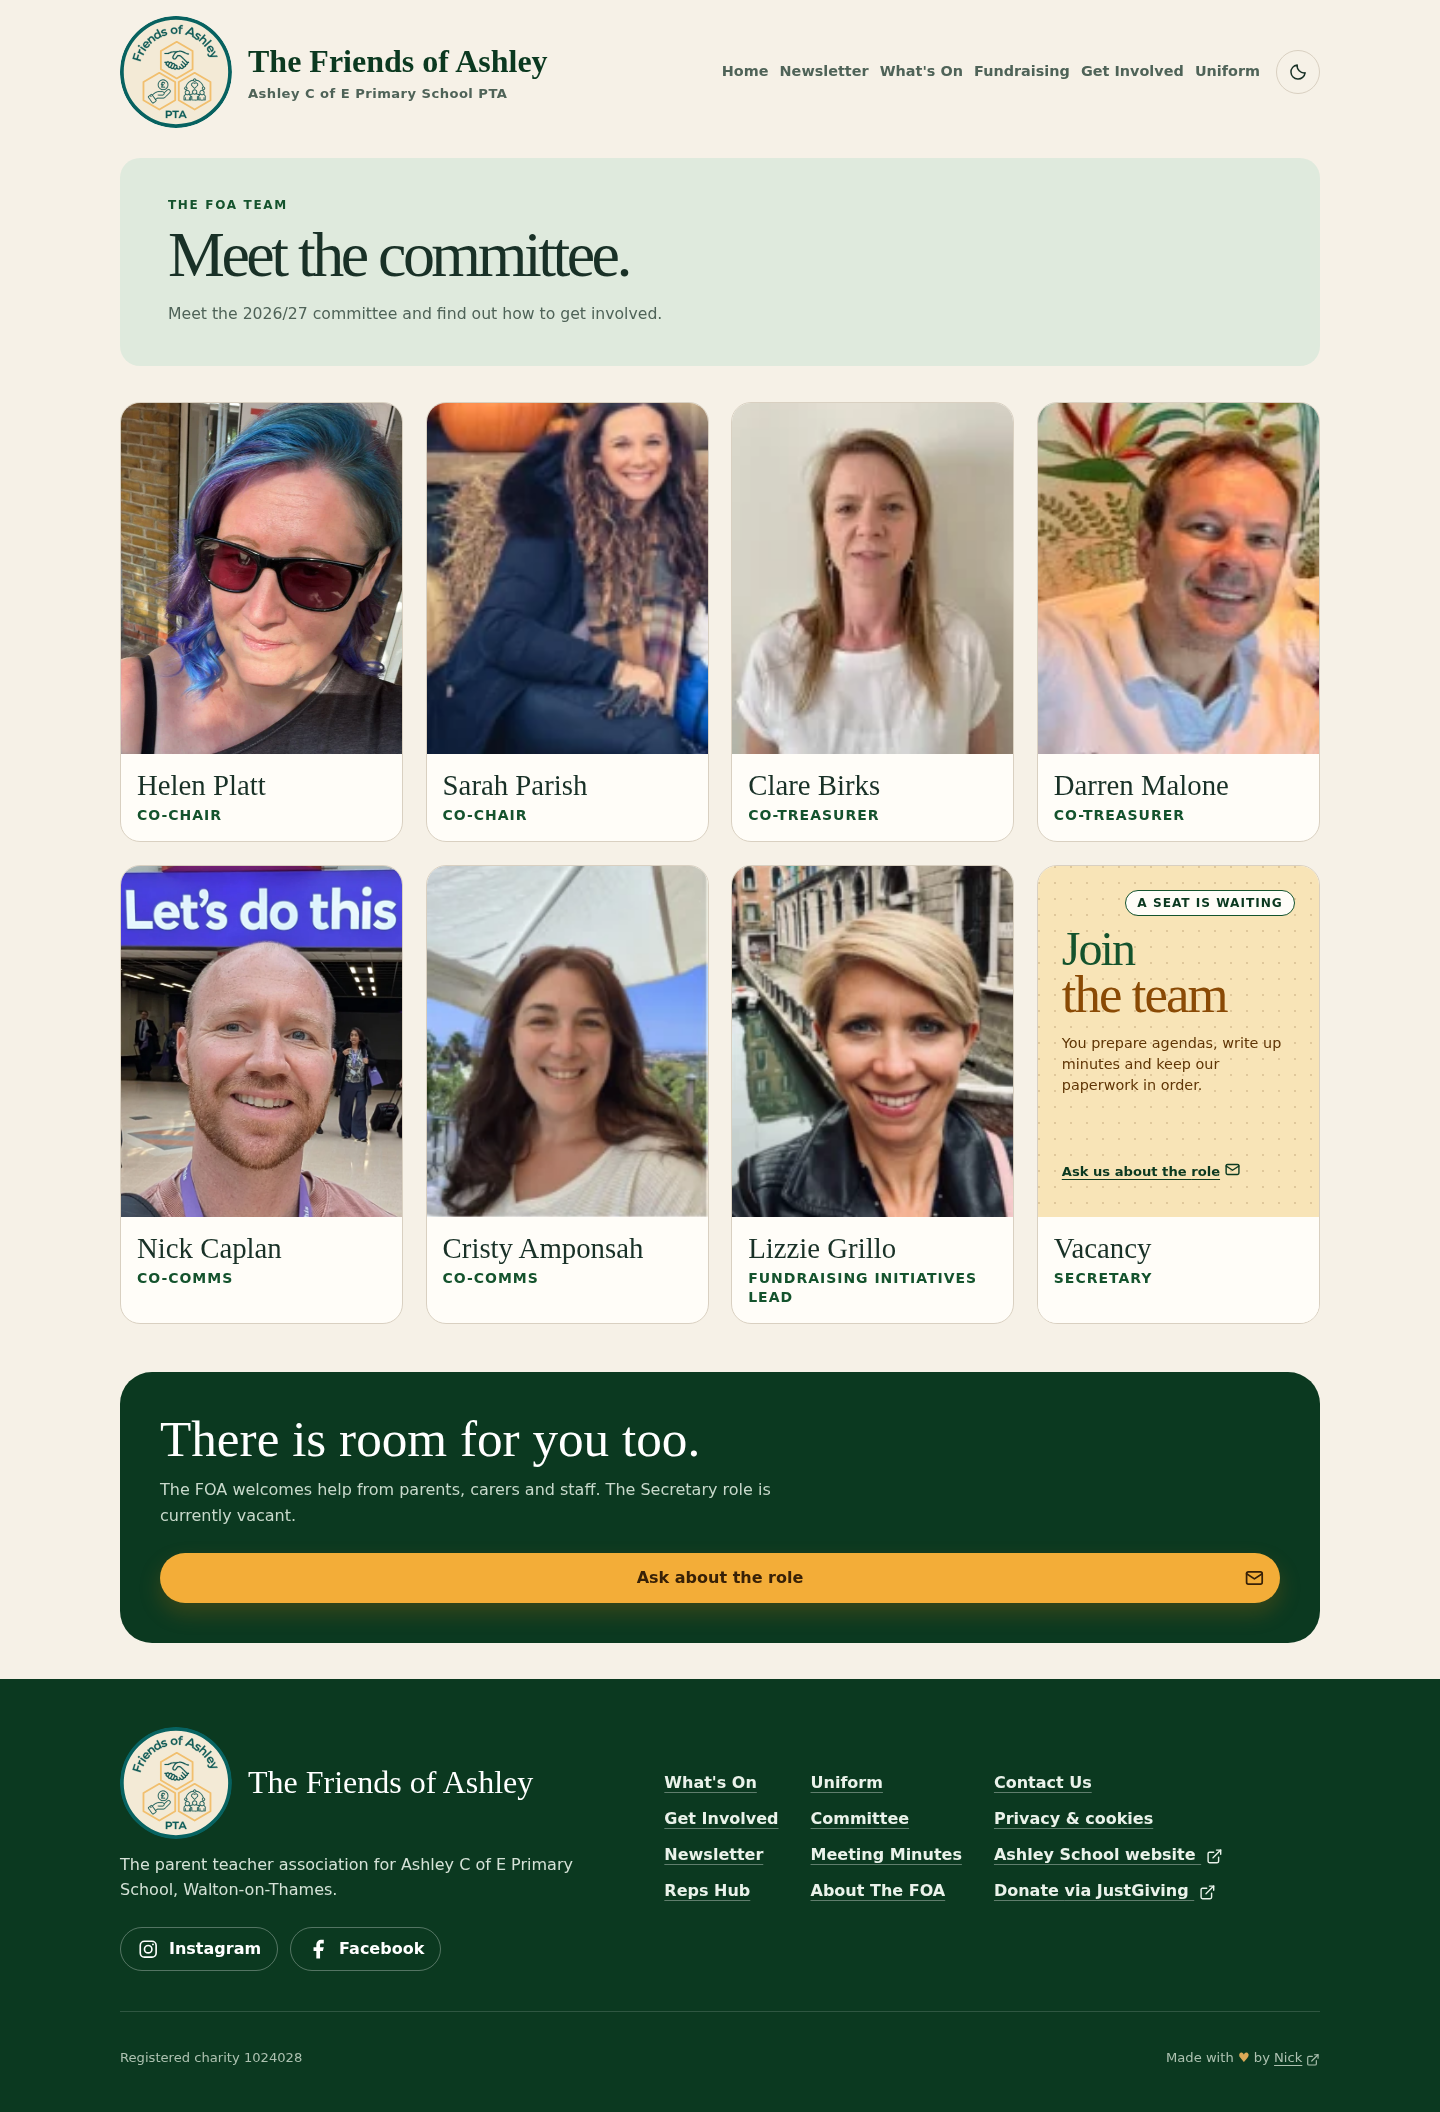 Friends of Ashley
PTA
The Friends of Ashley
Ashley C of E Primary School PTA
Home Newsletter What's On Fundraising Get Involved Uniform
THE FOA TEAM
Meet the committee.
Meet the 2026/27 committee and find out how to get involved.
Helen Platt
CO-CHAIR
Sarah Parish
CO-CHAIR
Clare Birks
CO-TREASURER
Darren Malone
CO-TREASURER
Let's do this
Nick Caplan
CO-COMMS
Cristy Amponsah
CO-COMMS
Lizzie Grillo
FUNDRAISING INITIATIVES
LEAD
A SEAT IS WAITING
Join
the team
You prepare agendas, write up
minutes and keep our
paperwork in order.
Ask us about the role
Vacancy
SECRETARY
There is room for you too.
The FOA welcomes help from parents, carers and staff. The Secretary role is
currently vacant.
Ask about the role
Friends of Ashley
PTA
The Friends of Ashley
The parent teacher association for Ashley C of E Primary
School, Walton-on-Thames.
Instagram Facebook
What's On
Get Involved
Newsletter
Reps Hub
Uniform
Committee
Meeting Minutes
About The FOA
Contact Us
Privacy & cookies
Ashley School website
Donate via JustGiving
Registered charity 1024028
Made with ♥ by Nick